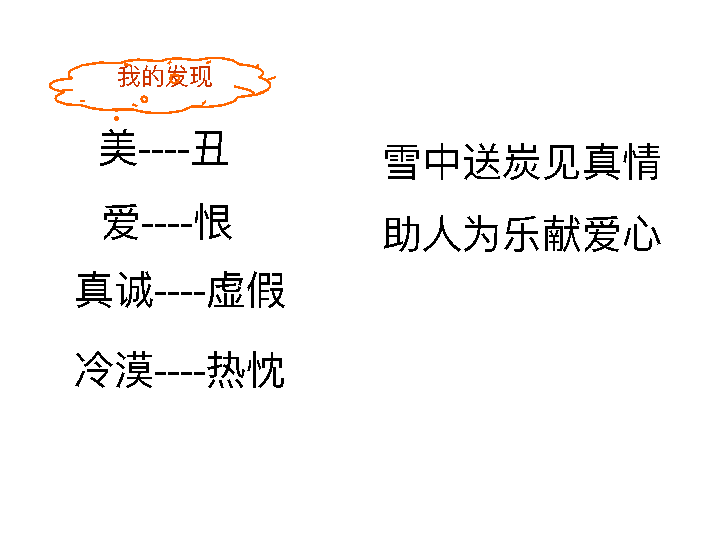 我的发现
美----丑
爱----恨
真诚----虚假
冷漠----热忱
雪中送炭见真情
助人为乐献爱心